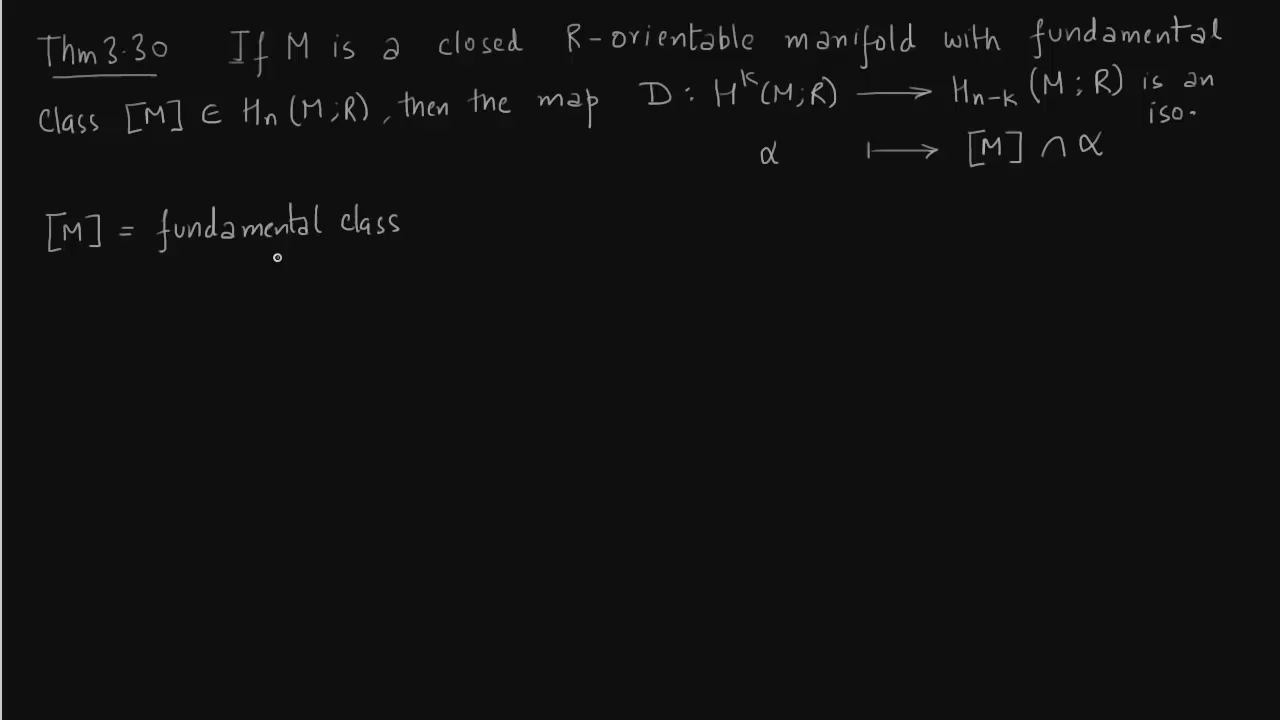 Thm 3.30 If M is a closed R-orientable manifold with fundamental
class [M] ∈ Hn (M;R), then the map D : H^k (M;R) ⟶ Hn-k (M;R) is an
iso.
α ⟼ [M] ∩ α
[M] = fundamental class